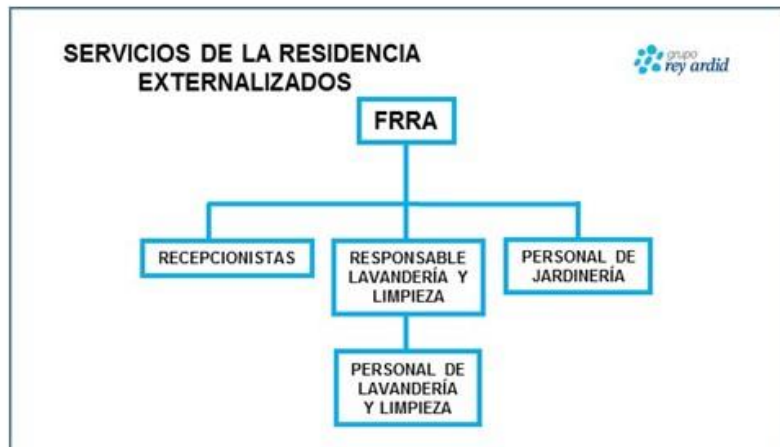 SERVICIOS DE LA RESIDENCIA
EXTERNALIZADOS
grupo
rey ardid
FRRA
RECEPCIONISTAS
RESPONSABLE
LAVANDERÍA Y
LIMPIEZA
PERSONAL DE
JARDINERÍA
PERSONAL DE
LAVANDERÍA
Y LIMPIEZA